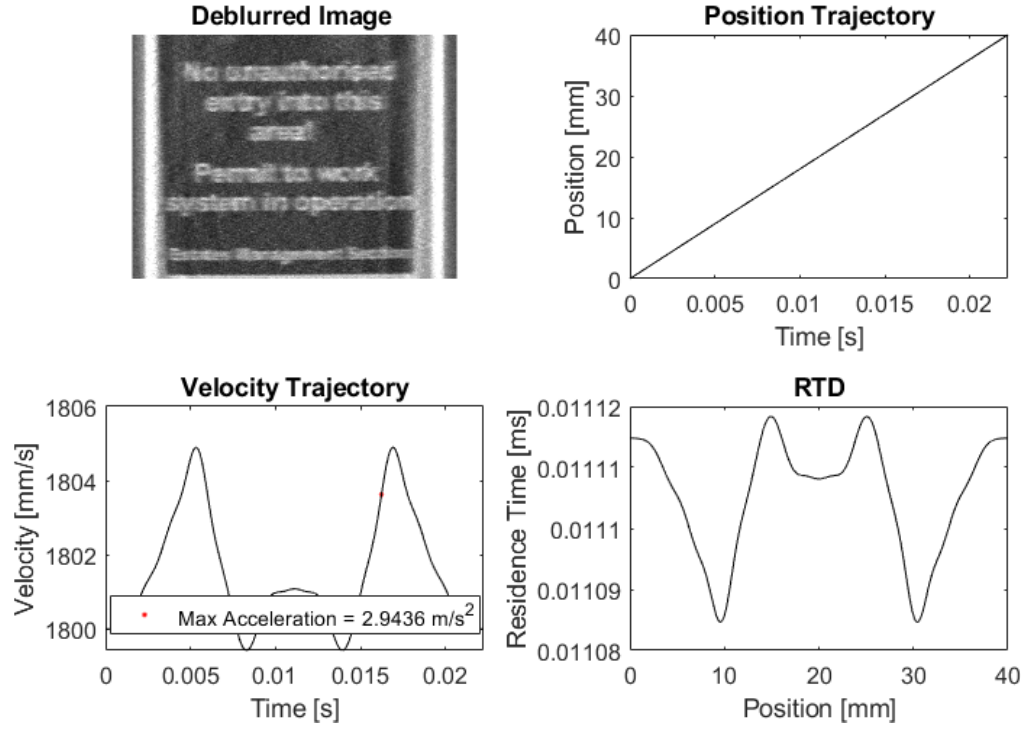 Deblurred Image
No unauthorised
entry into this
area!
Permit to work
system in operation
Position Trajectory
40
30
20
10
0
Position [mm]
0 0.005 0.01 0.015 0.02
Time [s]
Velocity Trajectory
1806
1804
1802
1800
Velocity [mm/s]
Max Acceleration = 2.9436 m/s²
0 0.005 0.01 0.015 0.02
Time [s]
RTD
0.01112
0.01111
0.0111
0.01109
0.01108
Residence Time [ms]
0 10 20 30 40
Position [mm]